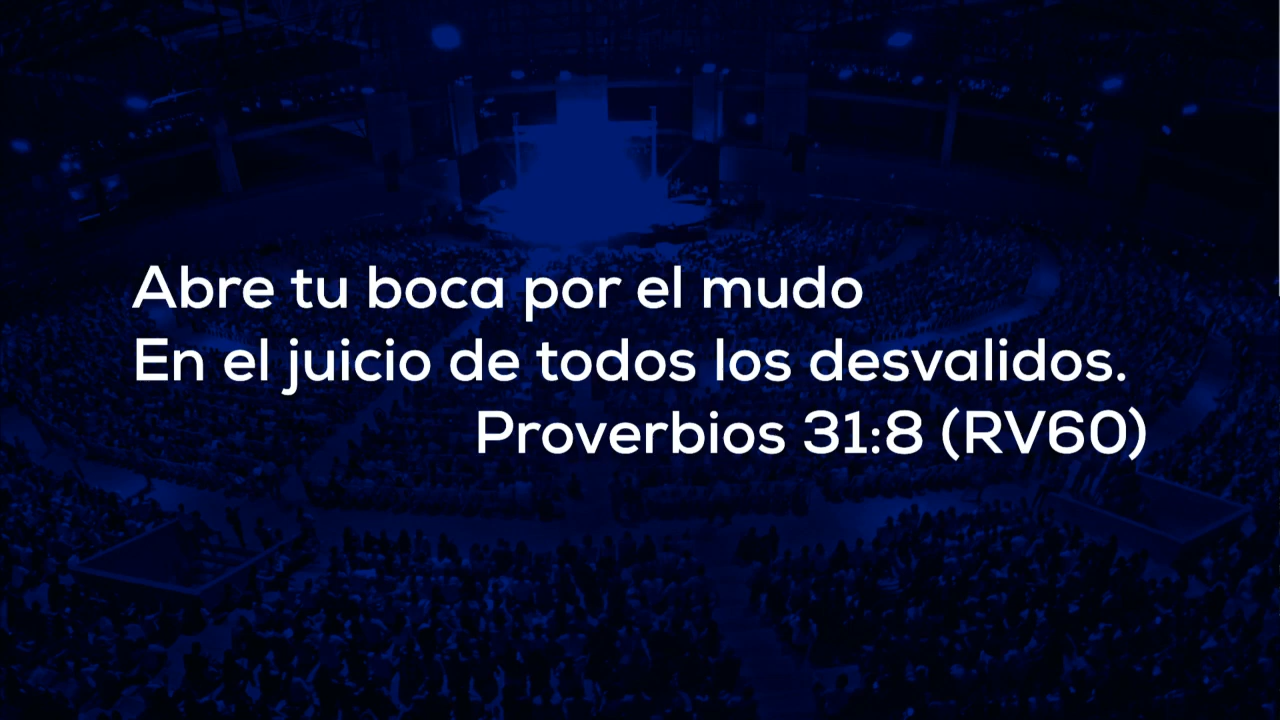 Abre tu boca por el mudo
En el juicio de todos los desvalidos.
Proverbios 31:8 (RV60)